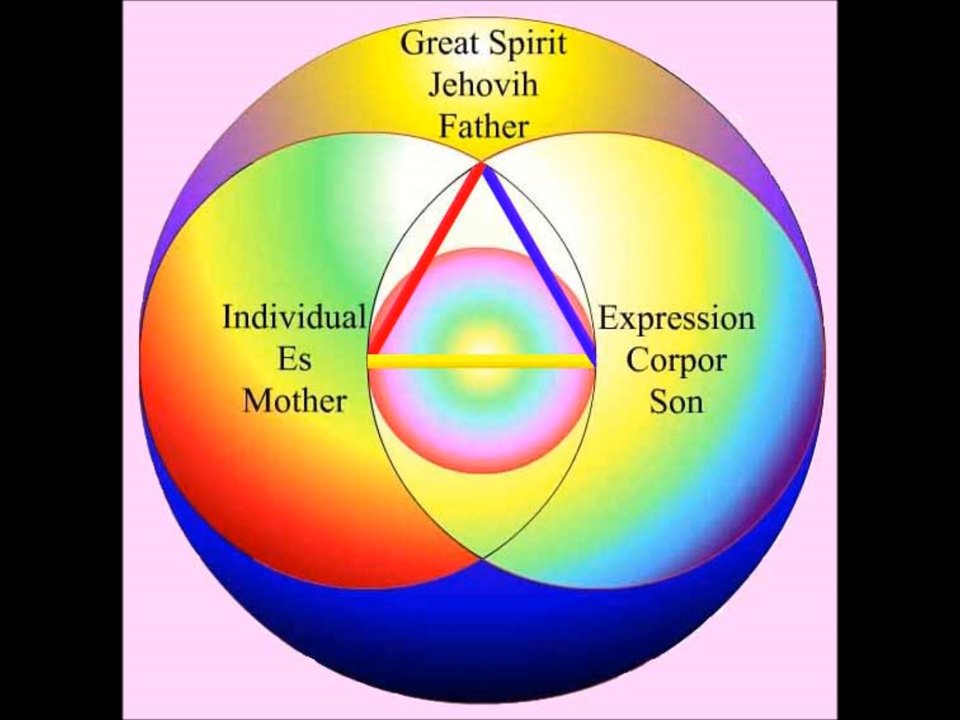 Great Spirit
Jehovih
Father
Individual
Es
Mother
Expression
Corpor
Son